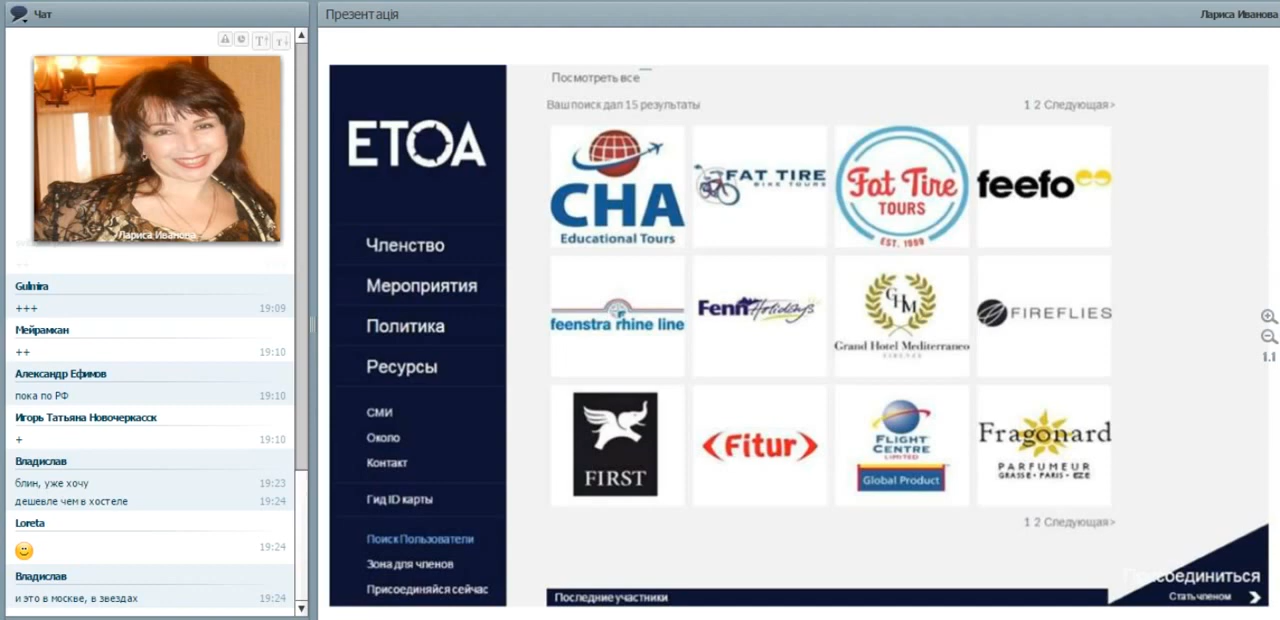 Чат
Лариса Иванова
Gulmira
+++
19:09
Мейрамхан
++
19:10
Александр Ефимов
пока по РФ
19:10
Игорь Татьяна Новочеркасск
+
19:10
Владислав
блин, уже хочу
19:23
дешевле чем в хостеле
19:24
Loreta
19:24
Владислав
и это в москве, в звездах
19:24
Презентація
Лариса Иванова
ETOA
Членство
Мероприятия
Политика
Ресурсы
СМИ
Около
Контакт
Гид ID карты
Поиск Пользователи
Зона для членов
Присоединяйся сейчас
Посмотреть все
Ваш поиск дал 15 результаты
1 2 Следующая>
CHA
Educational Tours
FAT TIRE
BIKE TOURS
Fat Tire
TOURS
EST. 1999
feefo
feenstra rhine line
Fenn Holidays
GHM
Grand Hotel Mediterraneo
FIRENZE
FIREFLIES
FIRST
Fitur
FLIGHT
CENTRE
LIMITED
Global Product
Fragonard
PARFUMEUR
GRASSE • PARIS • EZE
1 2 Следующая>
Последние участники
Присоединиться
Стать членом
1:1